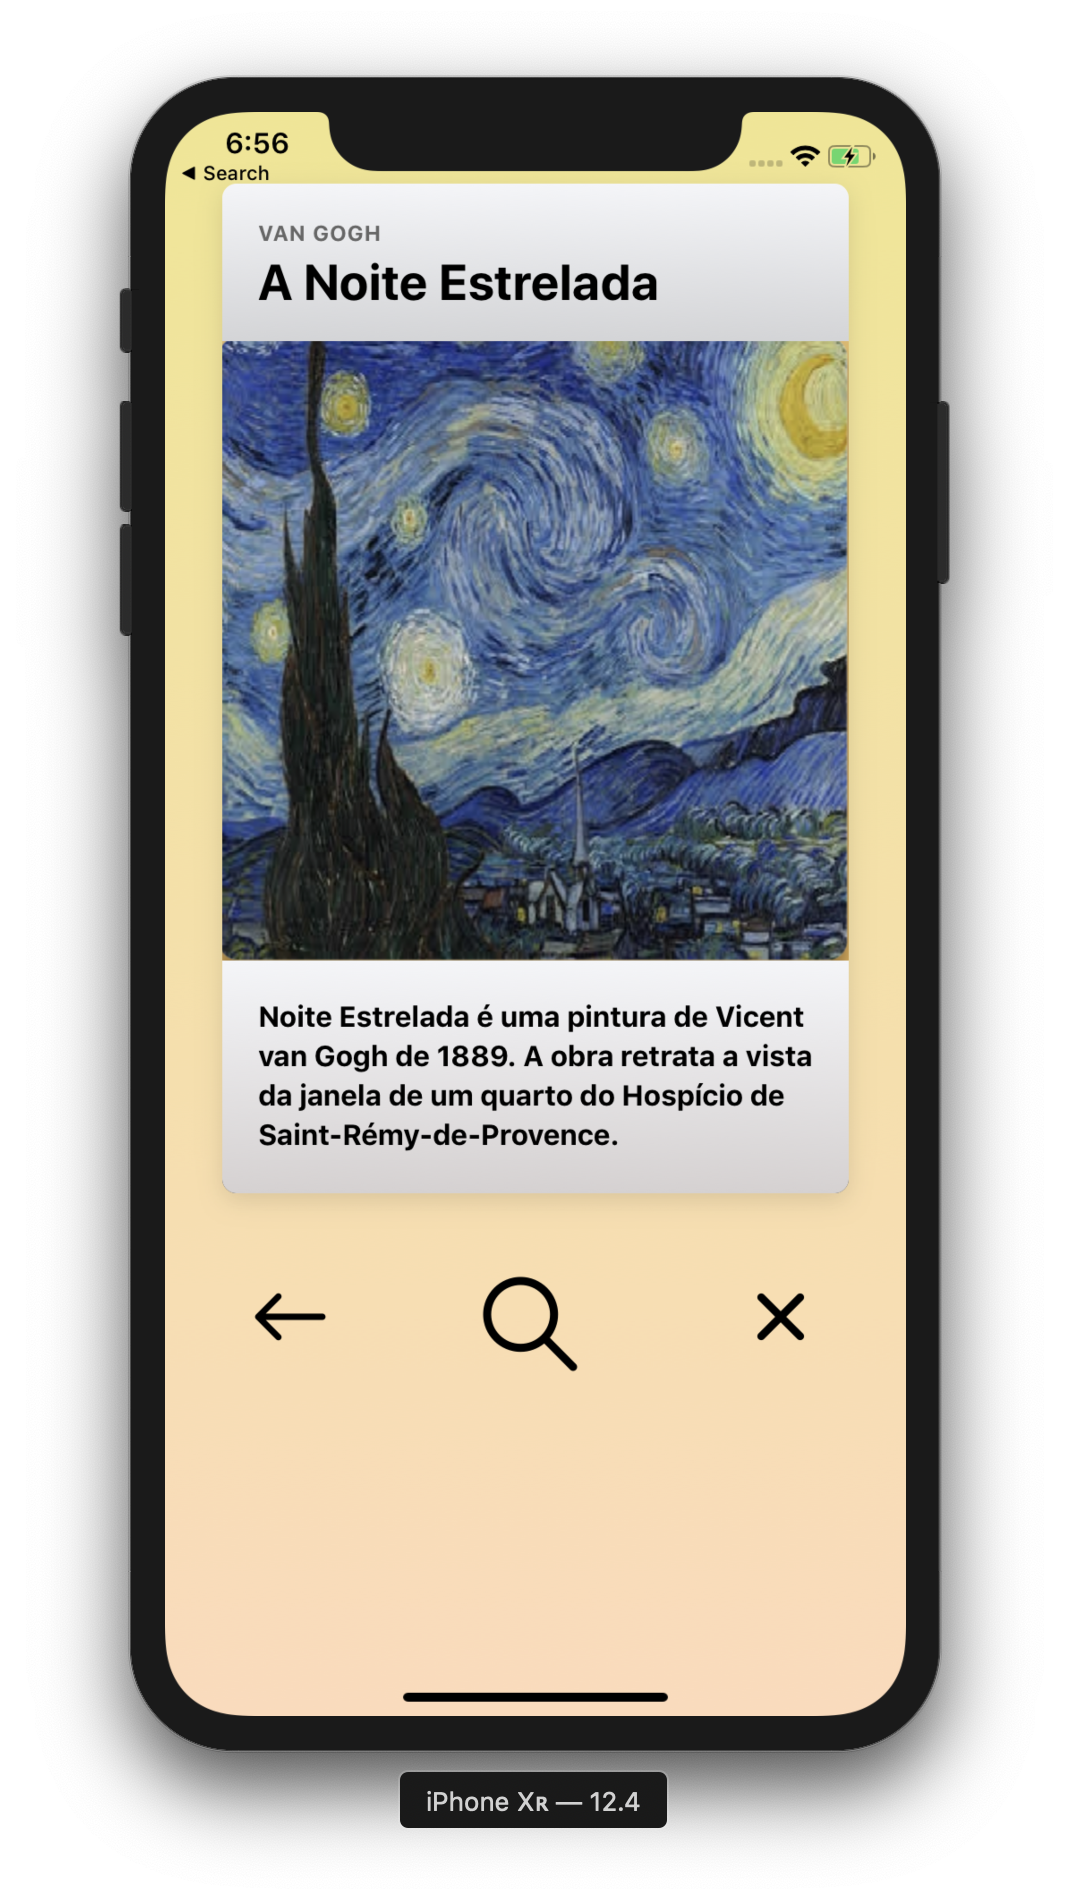 6:56
◀ Search
VAN GOGH
A Noite Estrelada
Noite Estrelada é uma pintura de Vicent
van Gogh de 1889. A obra retrata a vista
da janela de um quarto do Hospício de
Saint-Rémy-de-Provence.
iPhone Xʀ — 12.4